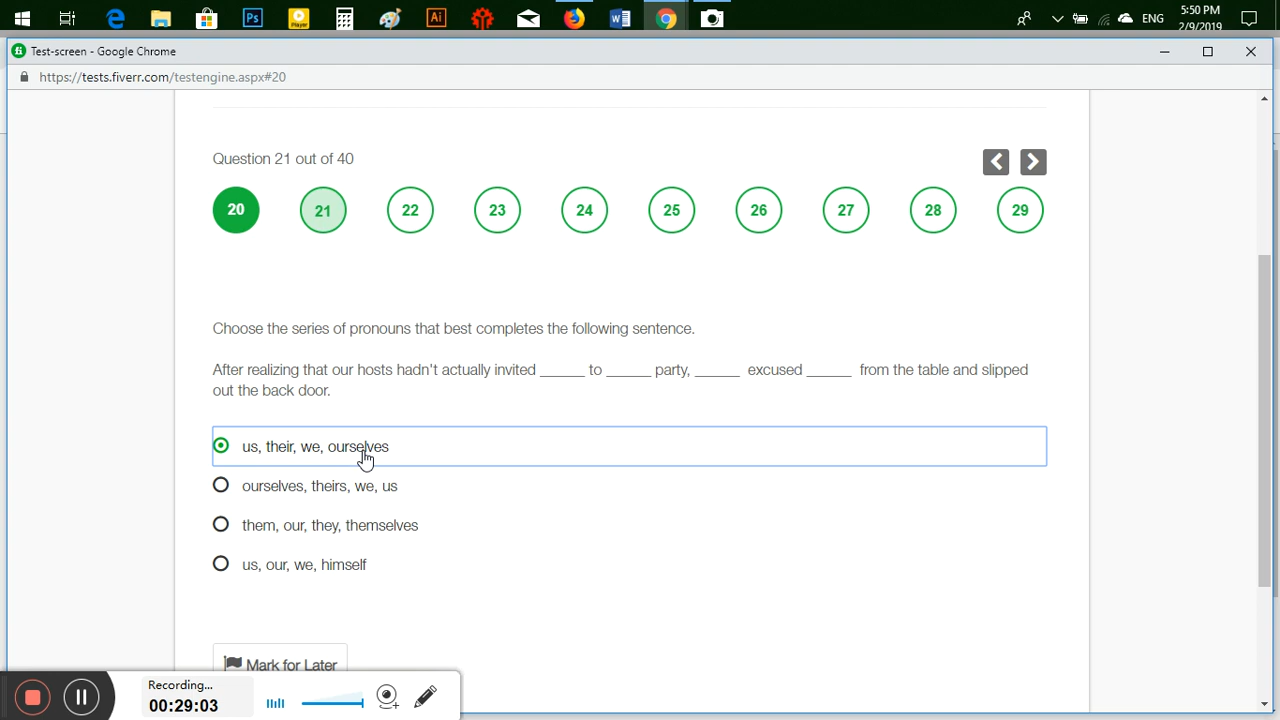 Ps
Player
Ai
ENG
5:50 PM
2/9/2019
fi Test-screen - Google Chrome
https://tests.fiverr.com/testengine.aspx#20
Question 21 out of 40
20 21 22 23 24 25 26 27 28 29
Choose the series of pronouns that best completes the following sentence.
After realizing that our hosts hadn't actually invited ______ to ______ party, ______ excused ______ from the table and slipped
out the back door.
us, their, we, ourselves
ourselves, theirs, we, us
them, our, they, themselves
us, our, we, himself
Mark for Later
Recording...
00:29:03